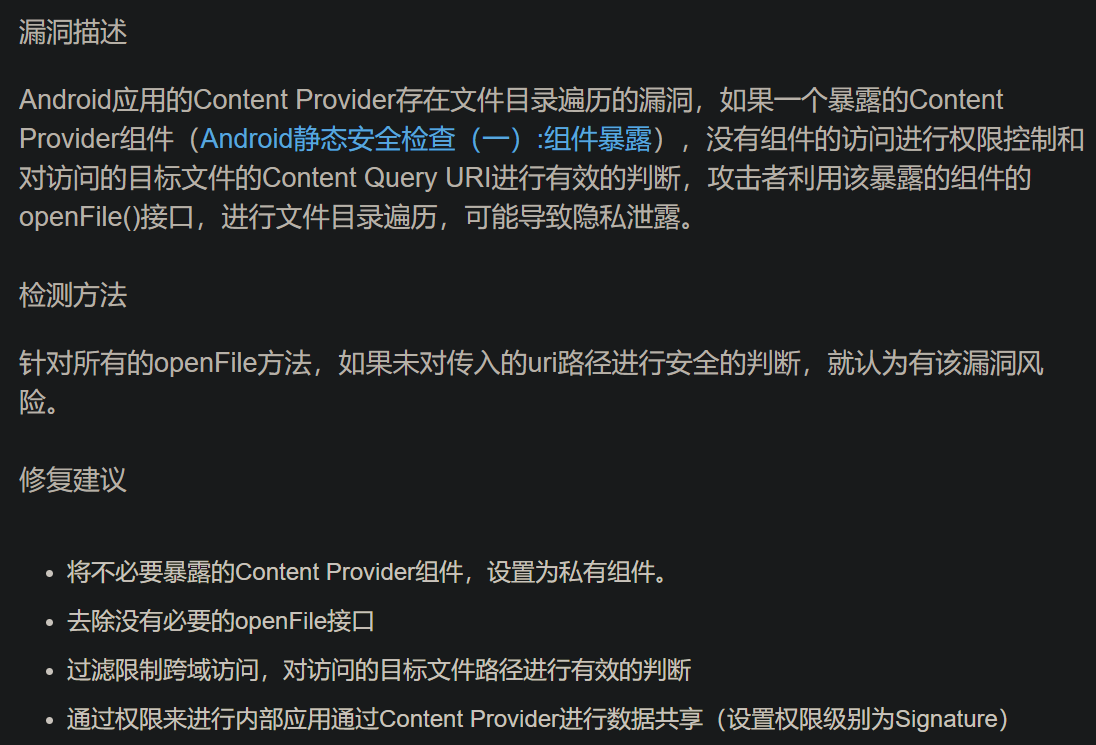 漏洞描述
Android应用的Content Provider存在文件目录遍历的漏洞，如果一个暴露的Content
Provider组件（Android静态安全检查（一）:组件暴露），没有组件的访问进行权限控制和
对访问的目标文件的Content Query URI进行有效的判断，攻击者利用该暴露的组件的
openFile()接口，进行文件目录遍历，可能导致隐私泄露。
检测方法
针对所有的openFile方法，如果未对传入的uri路径进行安全的判断，就认为有该漏洞风
险。
修复建议
• 将不必要暴露的Content Provider组件，设置为私有组件。
• 去除没有必要的openFile接口
• 过滤限制跨域访问，对访问的目标文件路径进行有效的判断
• 通过权限来进行内部应用通过Content Provider进行数据共享（设置权限级别为Signature）